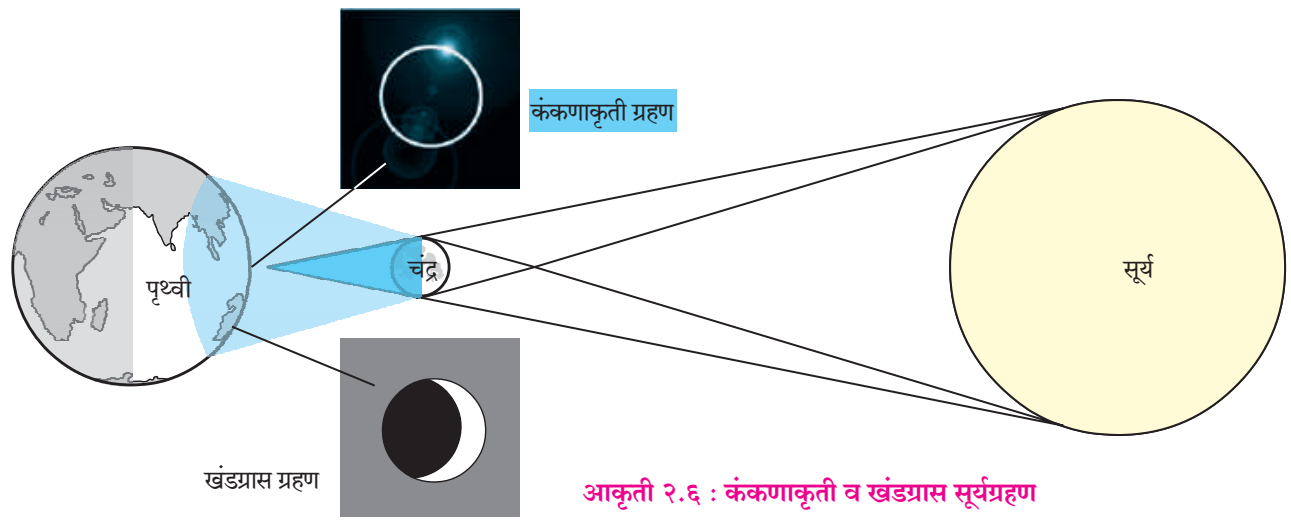 कंकणाकृती ग्रहण
पृथ्वी
चंद्र
सूर्य
खंडग्रास ग्रहण
आकृती २.६ : कंकणाकृती व खंडग्रास सूर्यग्रहण